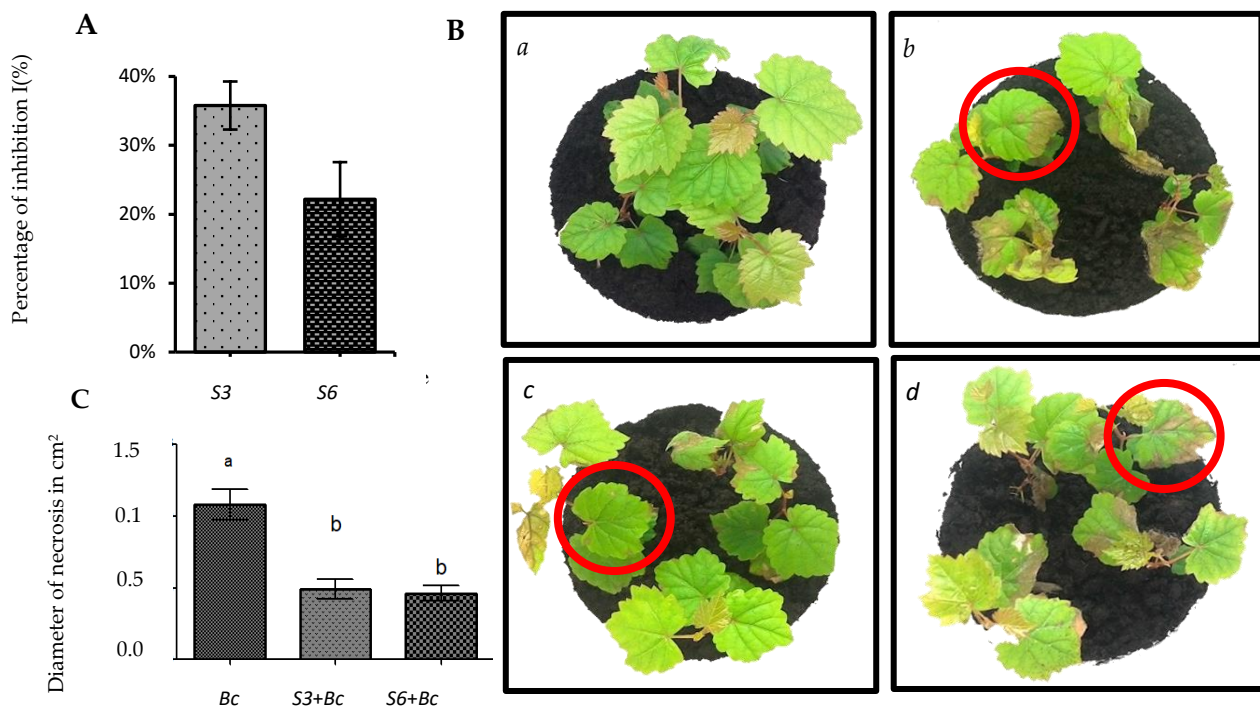 A
Percentage of inhibition I(%)
40%
30%
20%
10%
0%
S3
S6
B
a
b
c
d
C
Diameter of necrosis in cm²
1.5
0.1
0.5
0.0
a
b
b
Bc
S3+Bc
S6+Bc